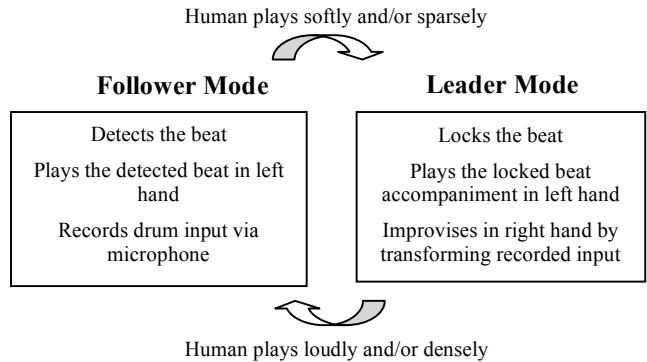 Human plays softly and/or sparsely
Follower Mode
Detects the beat
Plays the detected beat in left
hand
Records drum input via
microphone
Leader Mode
Locks the beat
Plays the locked beat
accompaniment in left hand
Improvises in right hand by
transforming recorded input
Human plays loudly and/or densely